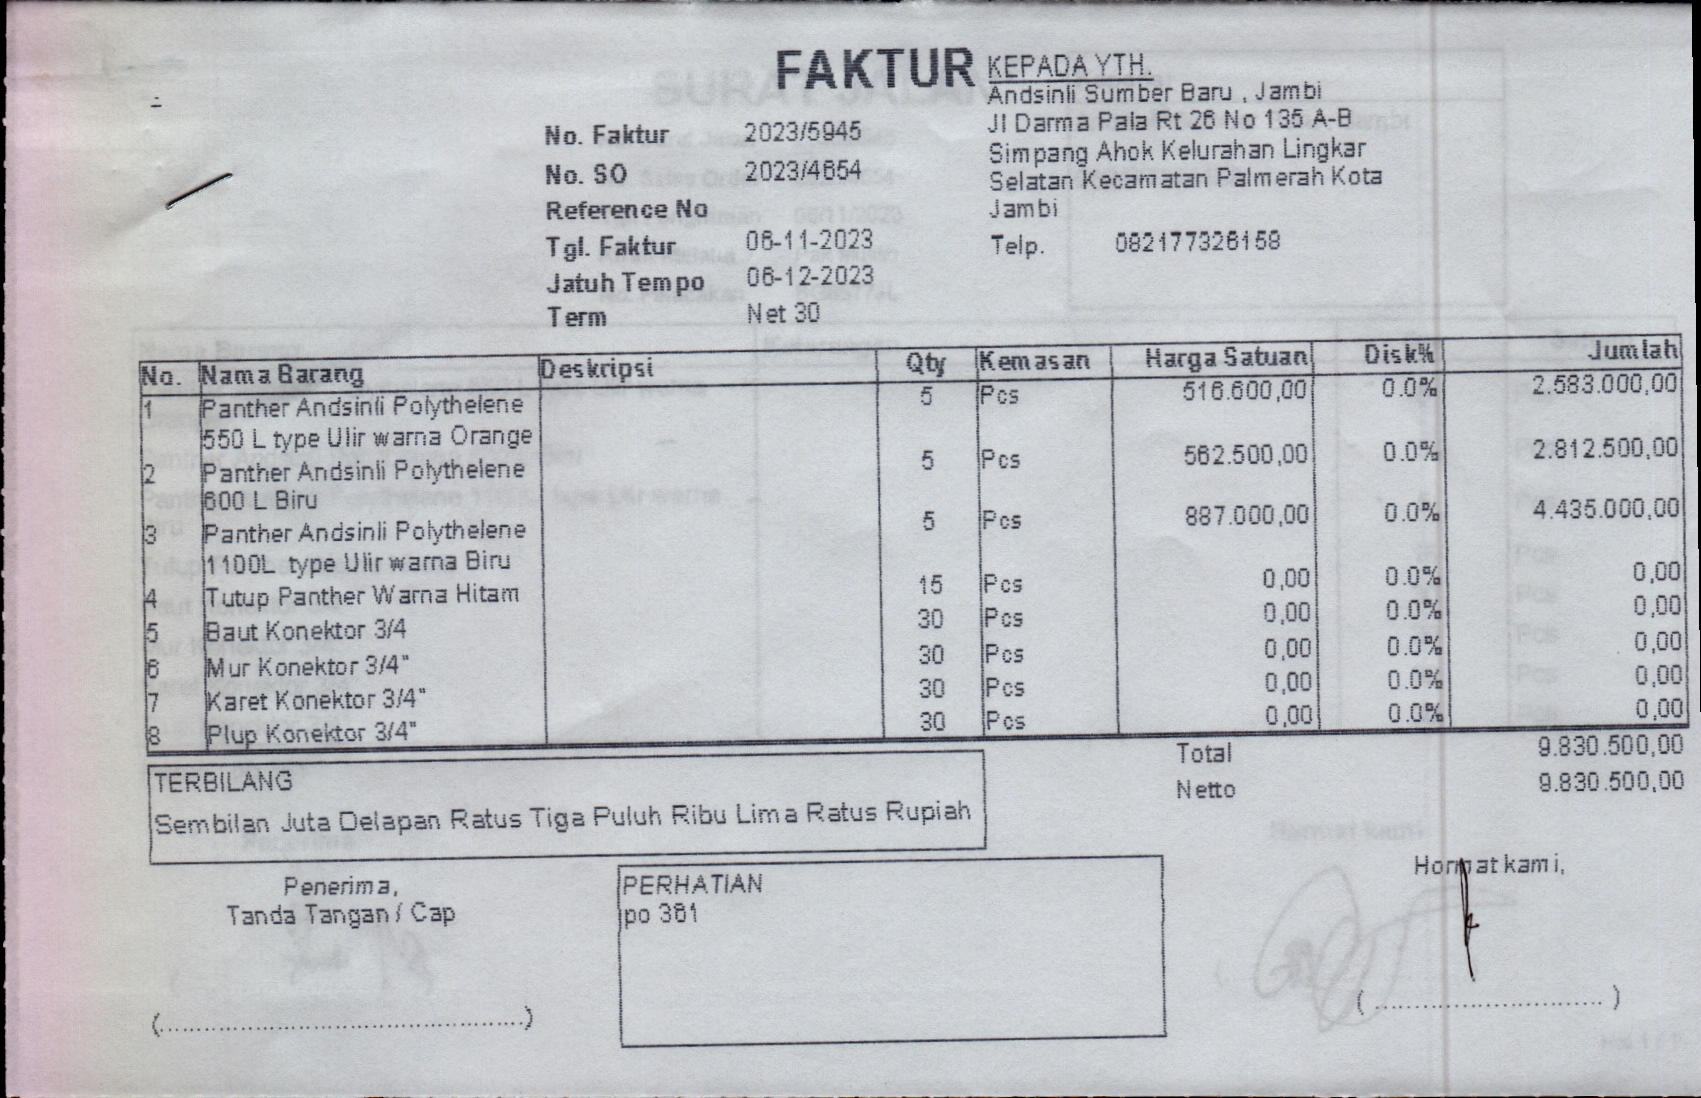 FAKTUR
KEPADA YTH.
Andsinli Sumber Baru , Jambi
Jl Darma Pala Rt 26 No 135 A-B
Simpang Ahok Kelurahan Lingkar
Selatan Kecamatan Palmerah Kota
Jambi
Telp. 082177326159
No. Faktur 2023/5945
No. SO 2023/4654
Reference No
Tgl. Faktur 06-11-2023
Jatuh Tempo 06-12-2023
Term Net 30
No. Nama Barang Deskripsi Qty Kemasan Harga Satuan Disk% Jumlah
1 Panther Andsinli Polythelene 5 Pcs 516.600,00 0.0% 2.583.000,00
550 L type Ulir warna Orange
2 Panther Andsinli Polythelene 5 Pcs 562.500,00 0.0% 2.812.500,00
600 L Biru
3 Panther Andsinli Polythelene 5 Pcs 887.000,00 0.0% 4.435.000,00
1100L type Ulir warna Biru
4 Tutup Panther Warna Hitam 15 Pcs 0,00 0.0% 0,00
5 Baut Konektor 3/4 30 Pcs 0,00 0.0% 0,00
6 Mur Konektor 3/4" 30 Pcs 0,00 0.0% 0,00
7 Karet Konektor 3/4" 30 Pcs 0,00 0.0% 0,00
8 Plup Konektor 3/4" 30 Pcs 0,00 0.0% 0,00
Total 9.830.500,00
Netto 9.830.500,00
TERBILANG
Sembilan Juta Delapan Ratus Tiga Puluh Ribu Lima Ratus Rupiah
Penerima,
Tanda Tangan / Cap
(................................................)
PERHATIAN
po 361
Hormat kami,
( .............................. )